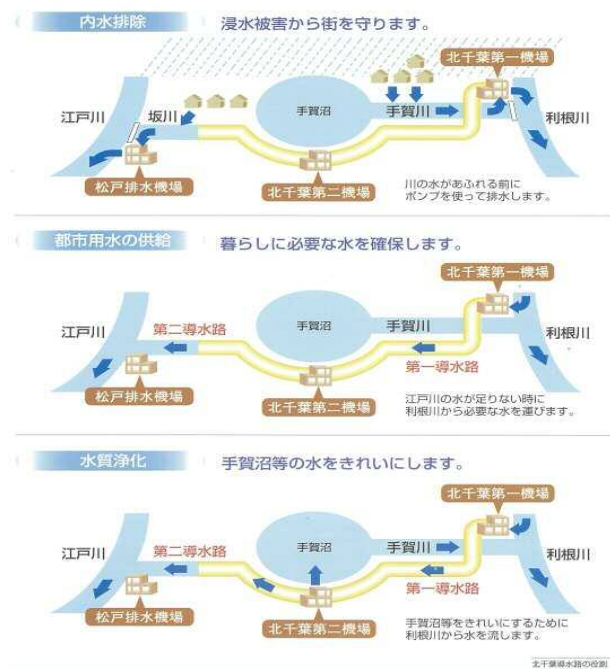 内水排除
浸水被害から街を守ります。
北千葉第一機場
江戸川
坂川
手賀沼
手賀川
利根川
松戸排水機場
北千葉第二機場
川の水があふれる前に
ポンプを使って排水します。
都市用水の供給
暮らしに必要な水を確保します。
北千葉第一機場
江戸川
第二導水路
手賀沼
手賀川
利根川
第一導水路
松戸排水機場
北千葉第二機場
江戸川の水が足りない時に
利根川から必要な水を運びます。
水質浄化
手賀沼等の水をきれいにします。
北千葉第一機場
江戸川
第二導水路
手賀沼
手賀川
利根川
第一導水路
松戸排水機場
北千葉第二機場
手賀沼等をきれいにするために
利根川から水を流します。
北千葉導水路の役割